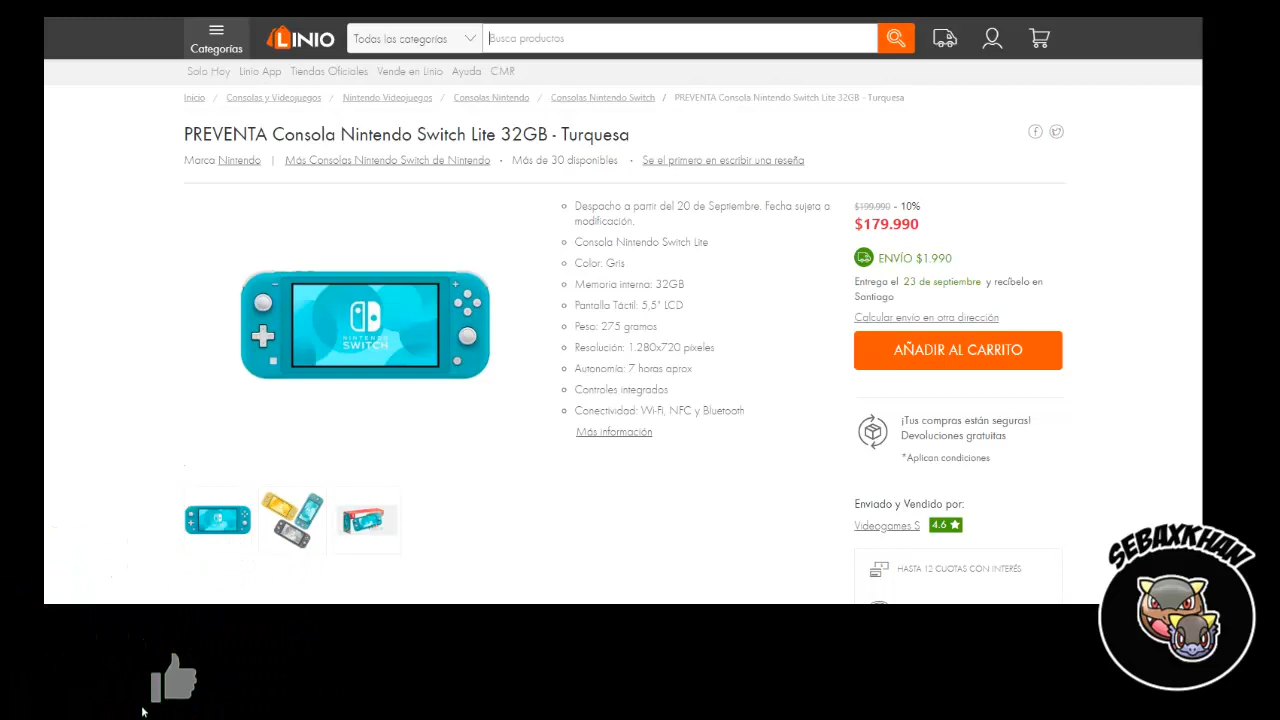 Categorías
LINIO
Todas las categorías
Busca productos
Solo Hoy Linio App Tiendas Oficiales Vende en Linio Ayuda CMR
Inicio / Consolas y Videojuegos / Nintendo Videojuegos / Consolas Nintendo / Consolas Nintendo Switch / PREVENTA Consola Nintendo Switch Lite 32GB - Turquesa
PREVENTA Consola Nintendo Switch Lite 32GB - Turquesa
Marca Nintendo | Más Consolas Nintendo Switch de Nintendo · Más de 30 disponibles · Se el primero en escribir una reseña
NINTENDO
SWITCH
Despacho a partir del 20 de Septiembre. Fecha sujeta a
modificación.
Consola Nintendo Switch Lite
Color: Gris
Memoria interna: 32GB
Pantalla Táctil: 5,5" LCD
Peso: 275 gramos
Resolución: 1.280x720 píxeles
Autonomía: 7 horas aprox
Controles integrados
Conectividad: Wi-Fi, NFC y Bluetooth
Más información
$199.990 - 10%
$179.990
ENVÍO $1.990
Entrega el 23 de septiembre y recíbelo en
Santiago
Calcular envío en otra dirección
AÑADIR AL CARRITO
¡Tus compras están seguras!
Devoluciones gratuitas
*Aplican condiciones
Enviado y Vendido por:
Videogames S 4.6 ★
HASTA 12 CUOTAS CON INTERÉS
SEBAXKHAN